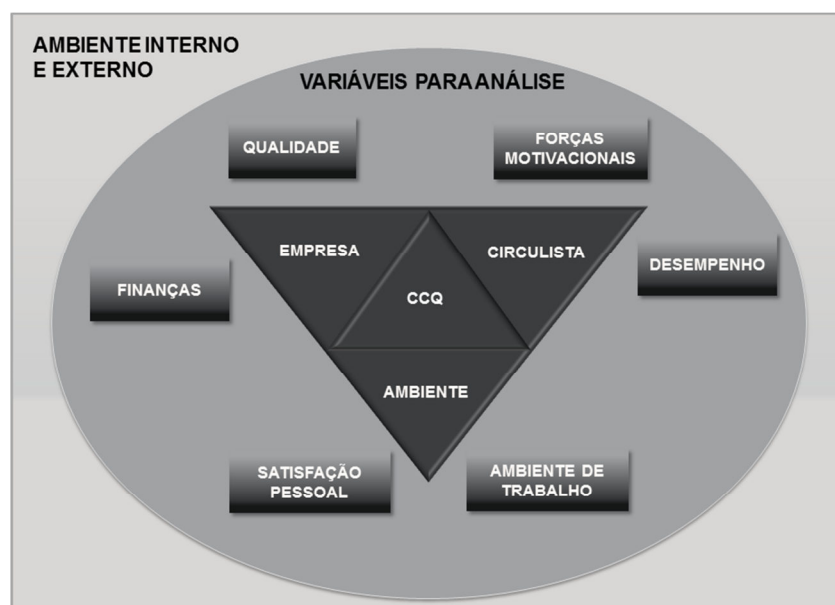 AMBIENTE INTERNO
E EXTERNO
VARIÁVEIS PARA ANÁLISE
QUALIDADE
FORÇAS
MOTIVACIONAIS
EMPRESA
CIRCULISTA
FINANÇAS
DESEMPENHO
CCQ
AMBIENTE
SATISFAÇÃO
PESSOAL
AMBIENTE DE
TRABALHO